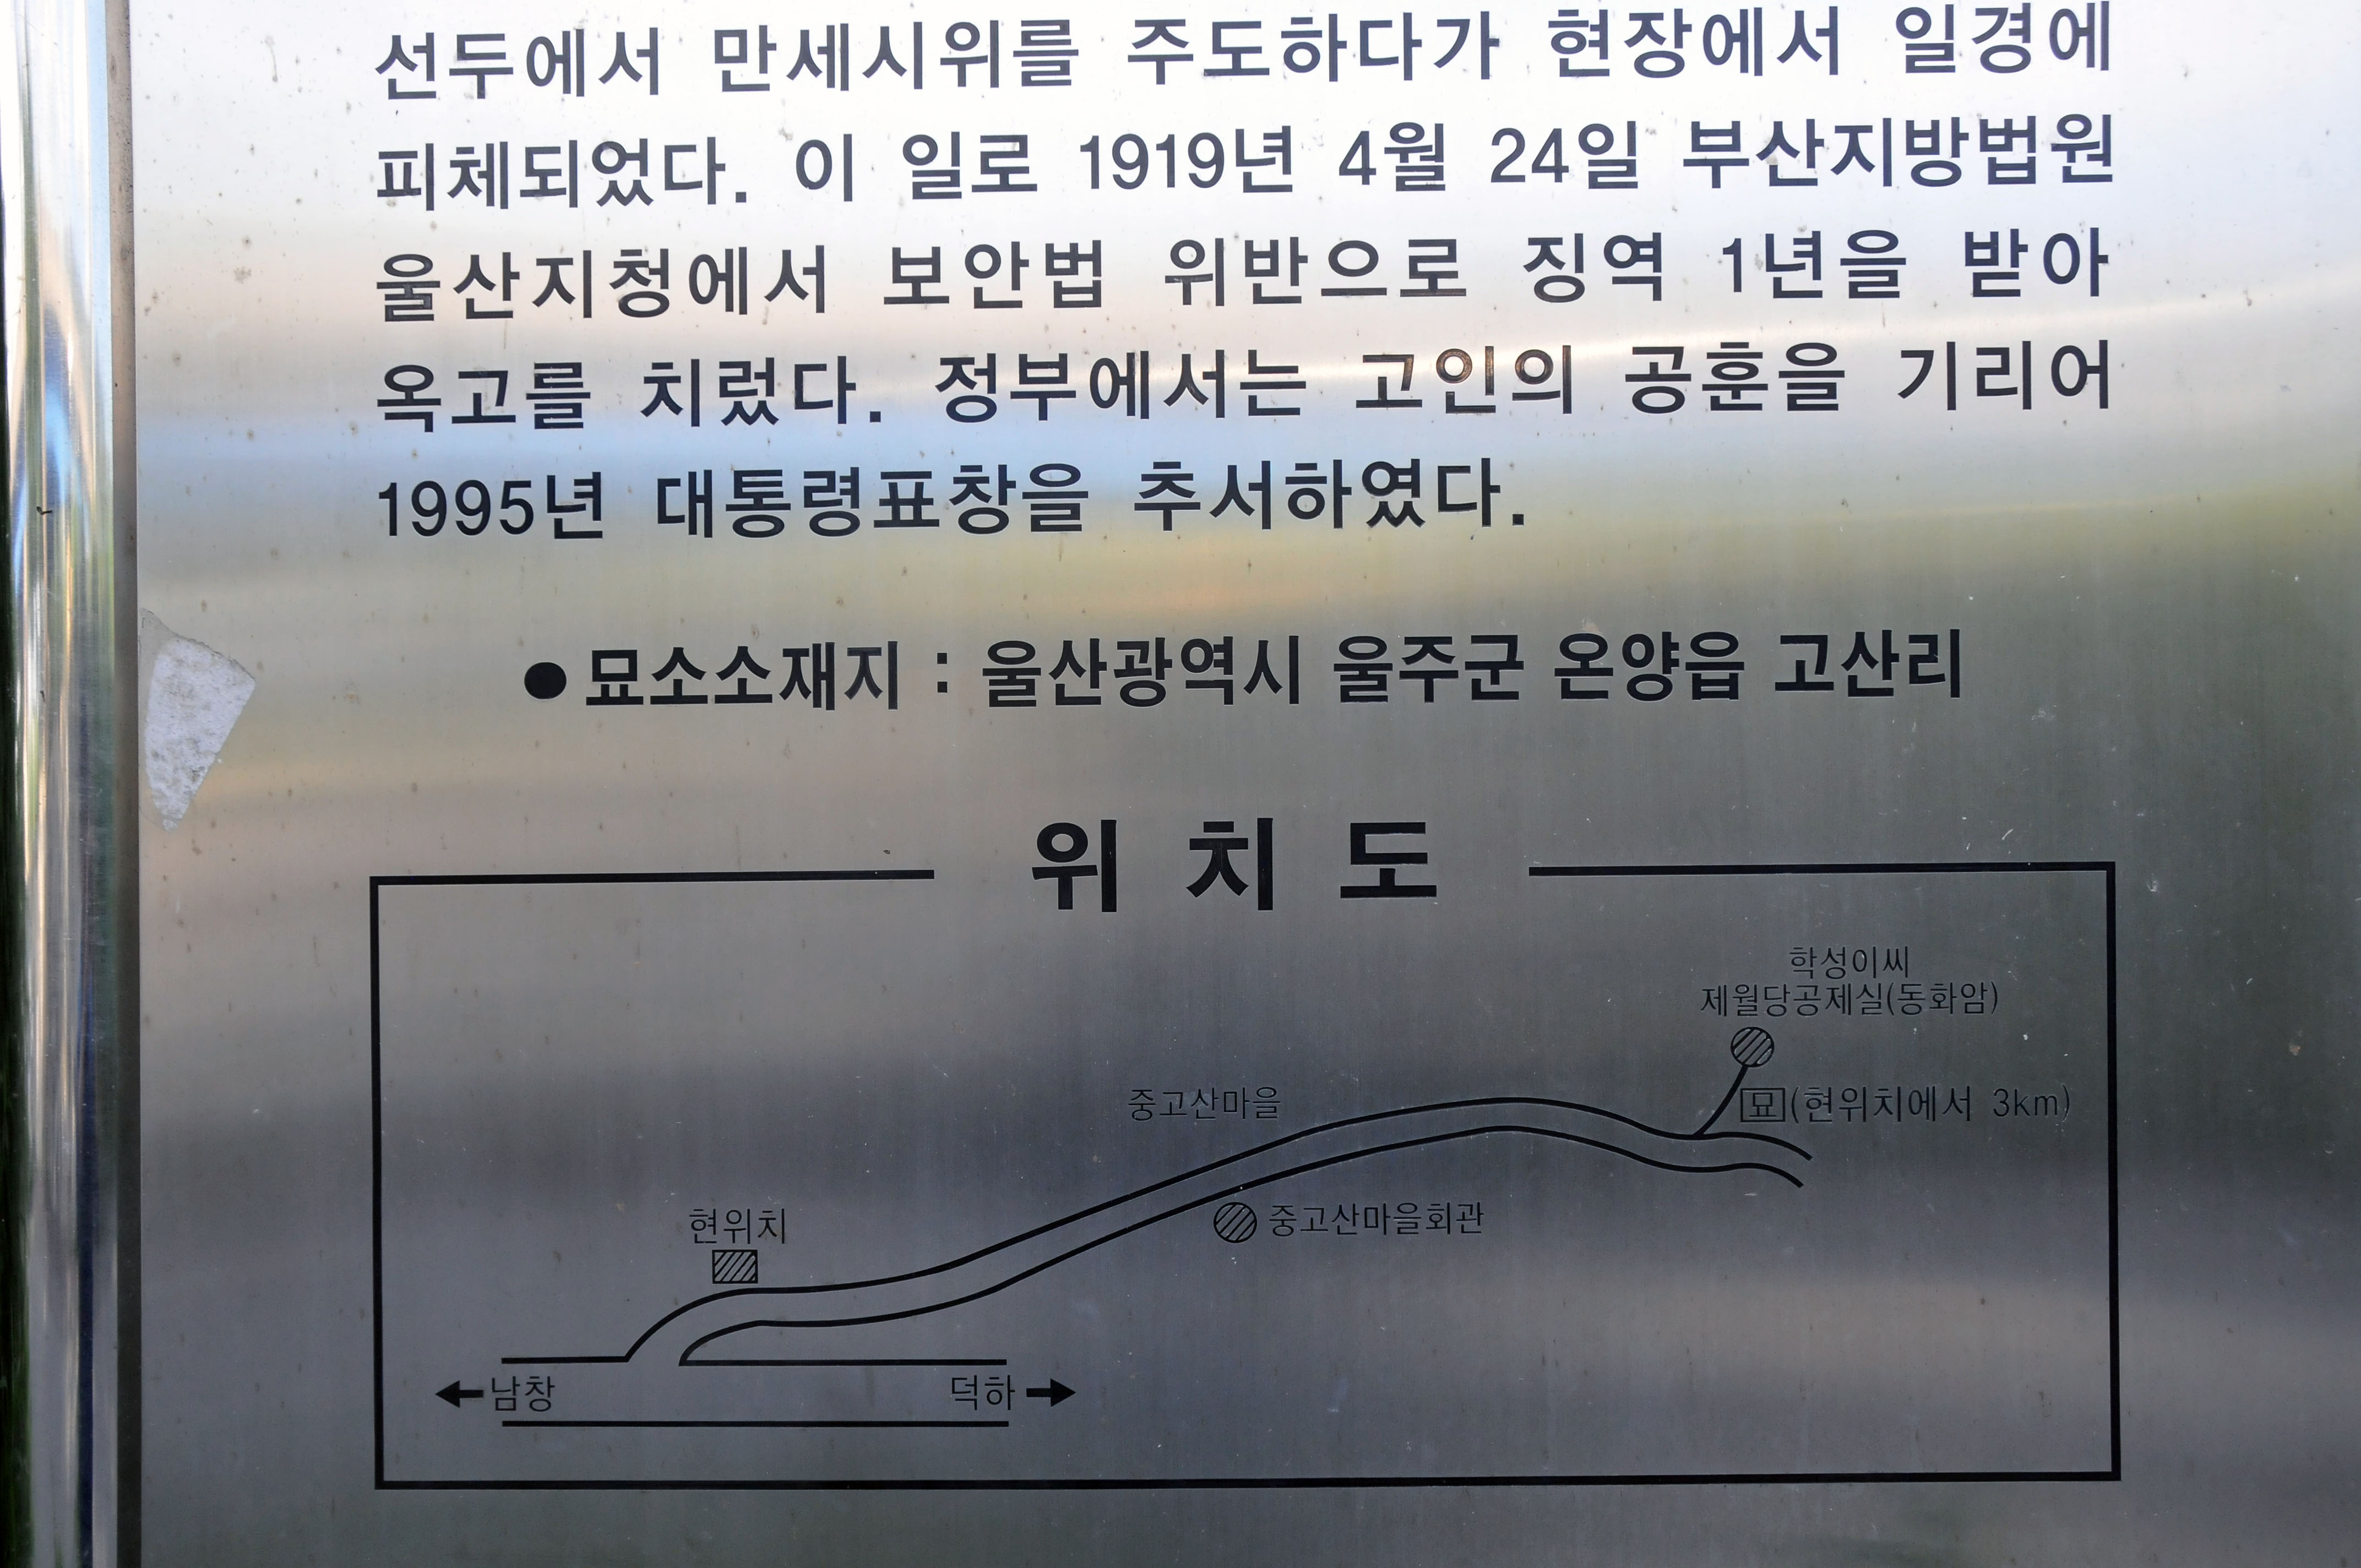 선두에서 만세시위를 주도하다가 현장에서 일경에
피체되었다. 이 일로 1919년 4월 24일 부산지방법원
울산지청에서 보안법 위반으로 징역 1년을 받아
옥고를 치렀다. 정부에서는 고인의 공훈을 기리어
1995년 대통령표창을 추서하였다.
●묘소소재지 : 울산광역시 울주군 온양읍 고산리
위 치 도
학성이씨
제월당공제실(동화암)
묘(현위치에서 3km)
중고산마을
현위치
중고산마을회관
←남창
덕하→